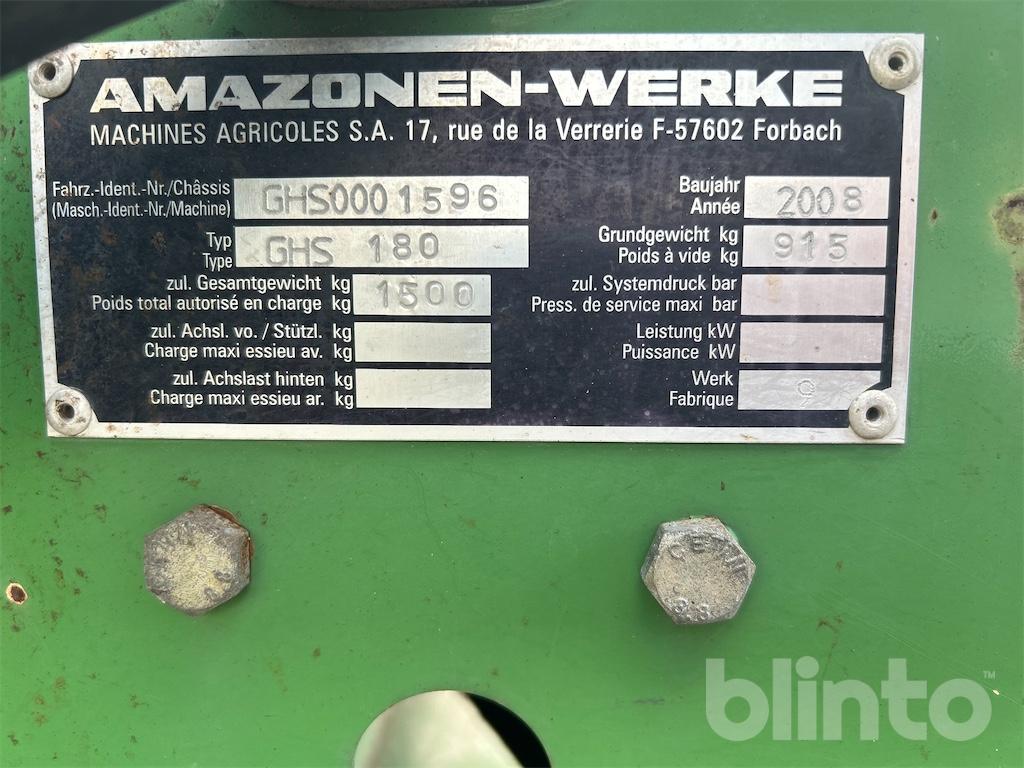 AMAZONEN-WERKE
MACHINES AGRICOLES S.A. 17, rue de la Verrerie F-57602 Forbach
Fahrz.-Ident.-Nr./Châssis
(Masch.-Ident.-Nr./Machine) GHS0001596
Baujahr
Année 2008
Typ
Type GHS 180
Grundgewicht kg
Poids à vide kg 915
zul. Gesamtgewicht kg
Poids total autorisé en charge kg 1500
zul. Systemdruck bar
Press. de service maxi bar
zul. Achsl. vo. / Stützl. kg
Charge maxi essieu av. kg
Leistung kW
Puissance kW
zul. Achslast hinten kg
Charge maxi essieu ar. kg
Werk
Fabrique 9
8.8
blinto™